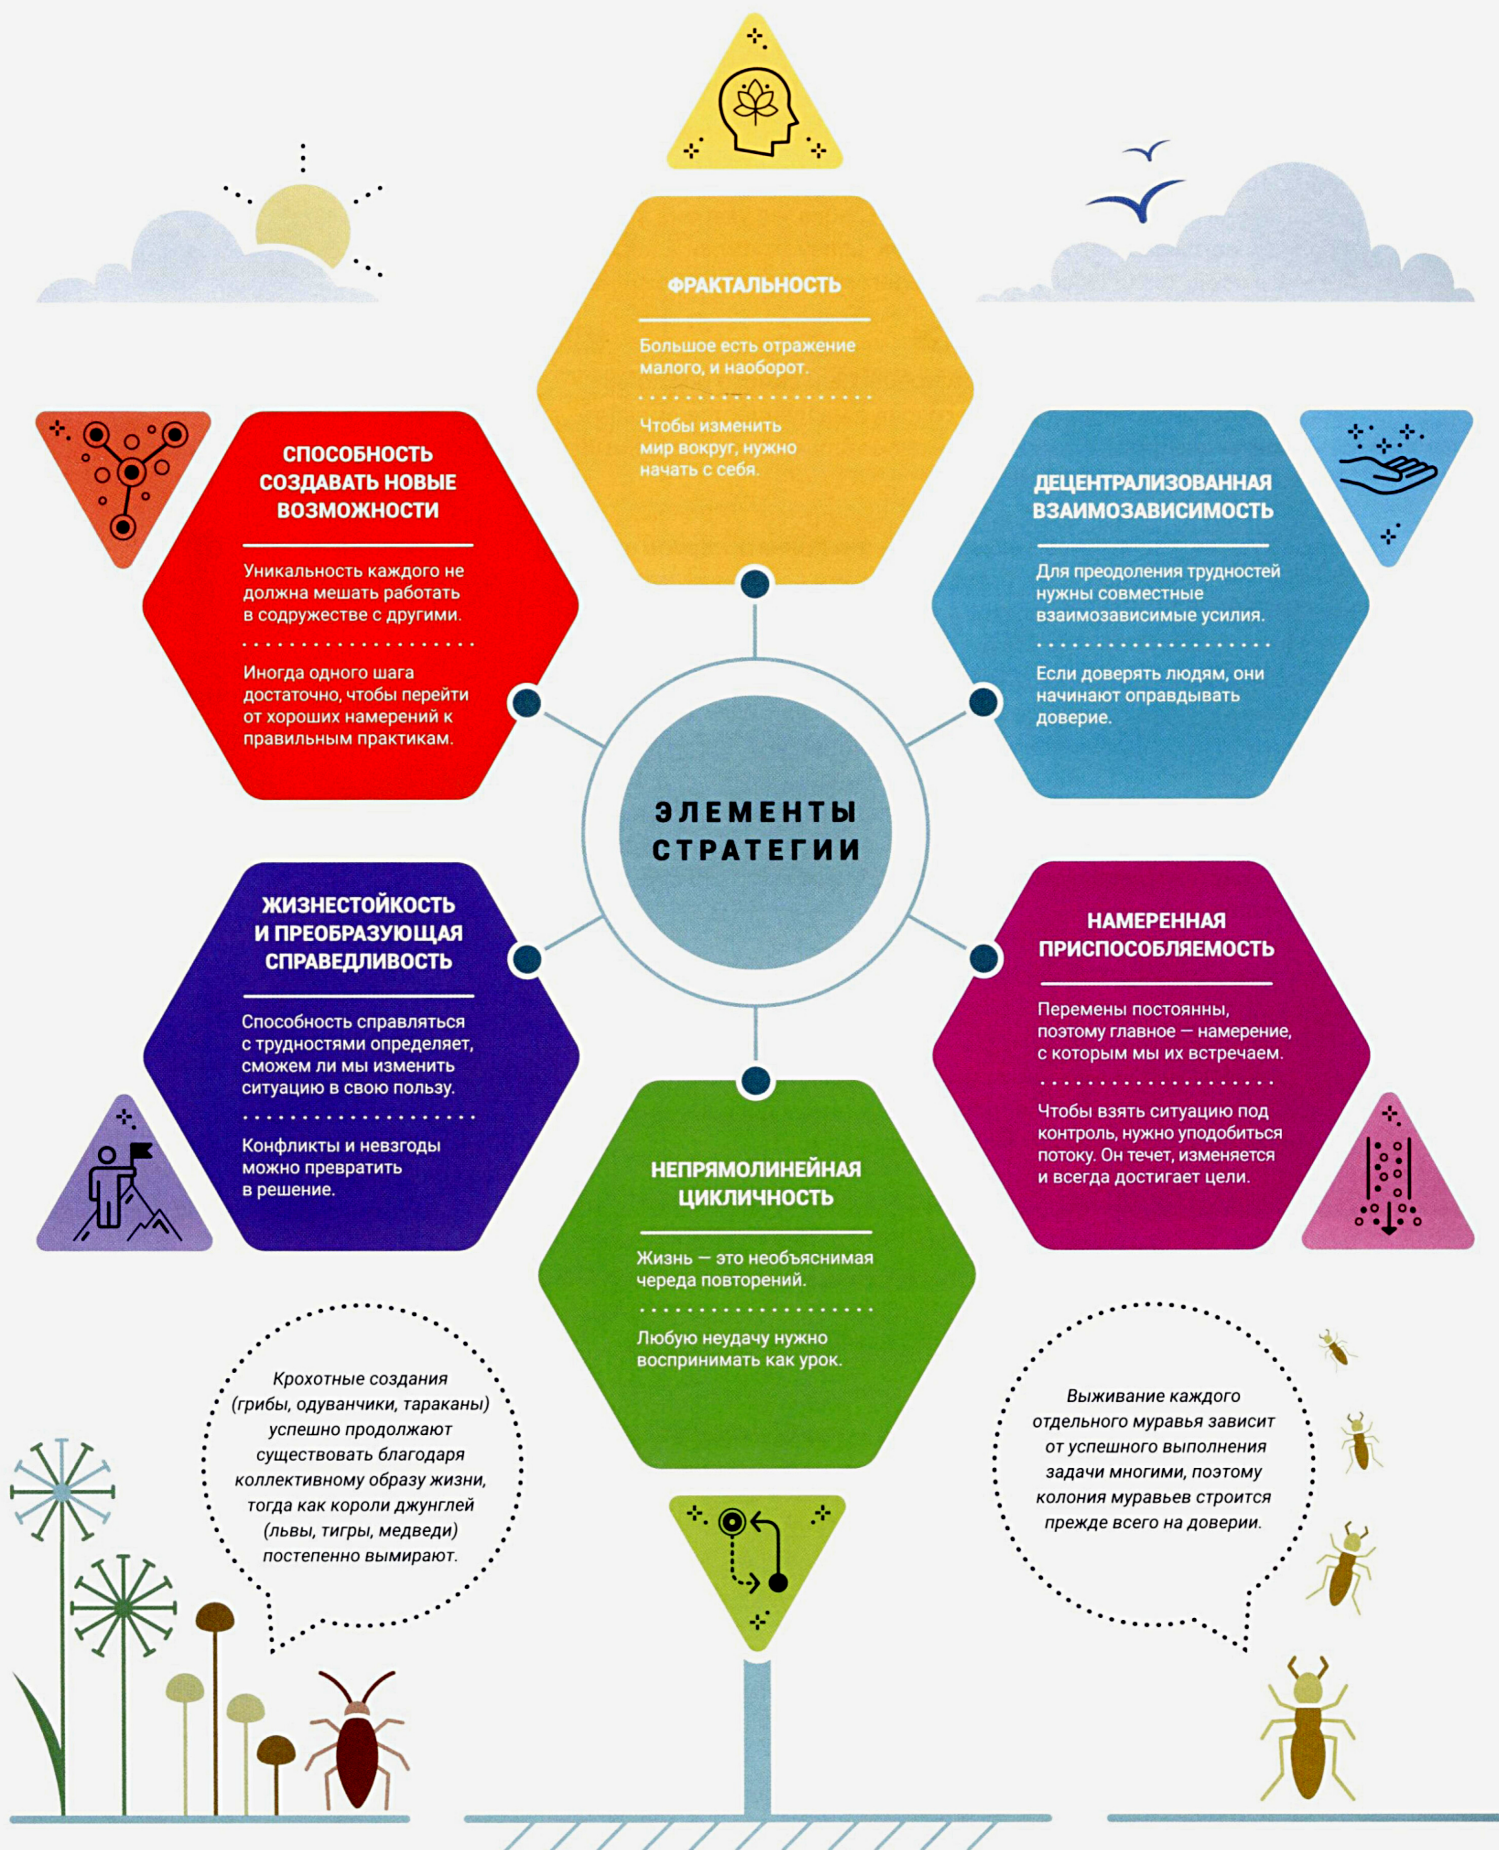 ФРАКТАЛЬНОСТЬ
Большое есть отражение
малого, и наоборот.
Чтобы изменить
мир вокруг, нужно
начать с себя.
СПОСОБНОСТЬ
СОЗДАВАТЬ НОВЫЕ
ВОЗМОЖНОСТИ
Уникальность каждого не
должна мешать работать
в содружестве с другими.
Иногда одного шага
достаточно, чтобы перейти
от хороших намерений к
правильным практикам.
ДЕЦЕНТРАЛИЗОВАННАЯ
ВЗАИМОЗАВИСИМОСТЬ
Для преодоления трудностей
нужны совместные
взаимозависимые усилия.
Если доверять людям, они
начинают оправдывать
доверие.
ЭЛЕМЕНТЫ
СТРАТЕГИИ
ЖИЗНЕСТОЙКОСТЬ
И ПРЕОБРАЗУЮЩАЯ
СПРАВЕДЛИВОСТЬ
Способность справляться
с трудностями определяет,
сможем ли мы изменить
ситуацию в свою пользу.
Конфликты и невзгоды
можно превратить
в решение.
НАМЕРЕННАЯ
ПРИСПОСОБЛЯЕМОСТЬ
Перемены постоянны,
поэтому главное — намерение,
с которым мы их встречаем.
Чтобы взять ситуацию под
контроль, нужно уподобиться
потоку. Он течет, изменяется
и всегда достигает цели.
НЕПРЯМОЛИНЕЙНАЯ
ЦИКЛИЧНОСТЬ
Жизнь — это необъяснимая
череда повторений.
Любую неудачу нужно
воспринимать как урок.
Крохотные создания
(грибы, одуванчики, тараканы)
успешно продолжают
существовать благодаря
коллективному образу жизни,
тогда как короли джунглей
(львы, тигры, медведи)
постепенно вымирают.
Выживание каждого
отдельного муравья зависит
от успешного выполнения
задачи многими, поэтому
колония муравьев строится
прежде всего на доверии.